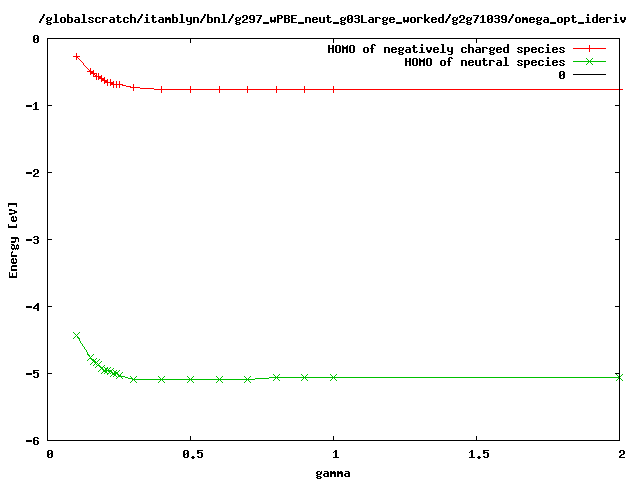 /globalscratch/itamblyn/bnl/g297_wPBE_neut_g03Large_worked/g2g71039/omega_opt_ideriv
HOMO of negatively charged species
HOMO of neutral species
0
0
-1
-2
-3
-4
-5
-6
Energy [eV]
0 0.5 1 1.5 2
gamma